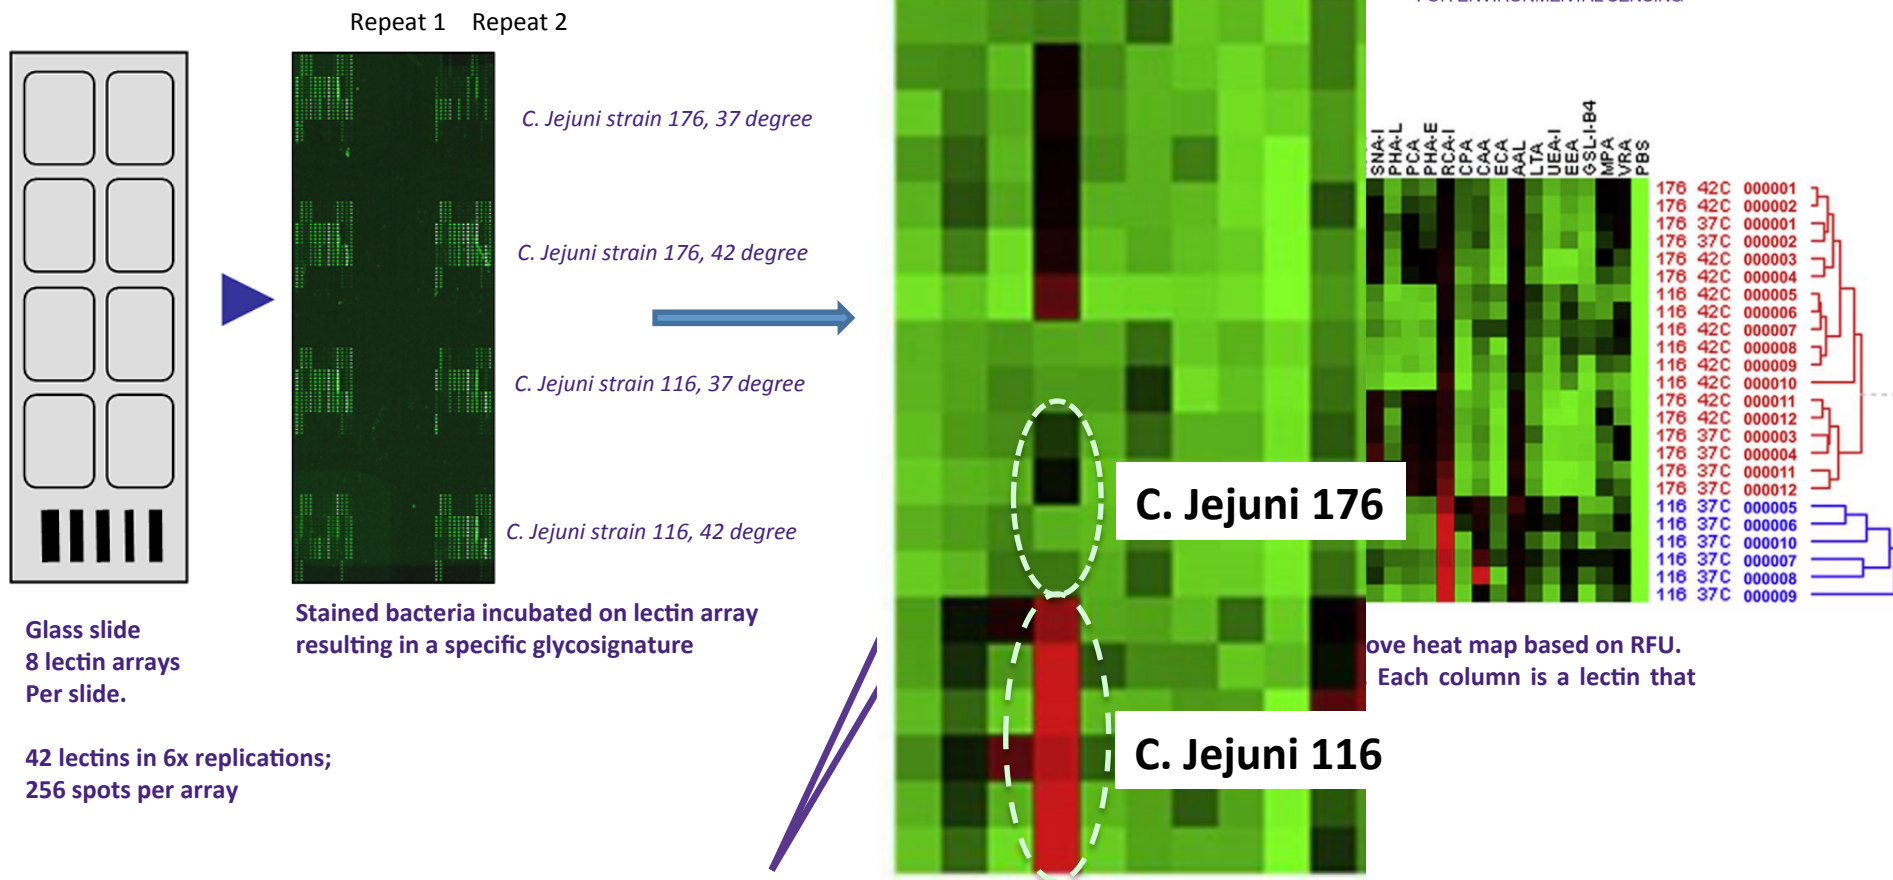 Repeat 1 Repeat 2
C. Jejuni strain 176, 37 degree
C. Jejuni strain 176, 42 degree
C. Jejuni strain 116, 37 degree
C. Jejuni strain 116, 42 degree
Glass slide
8 lectin arrays
Per slide.
42 lectins in 6x replications;
256 spots per array
Stained bacteria incubated on lectin array
resulting in a specific glycosignature
C. Jejuni 176
C. Jejuni 116
SNA-I
PHA-L
PCA
PHA-E
RCA-I
CPA
CAA
ECA
AAL
LTA
UEA-I
EEA
GSL-I-B4
MPA
VRA
PBS
176 42C 000001
176 42C 000002
176 37C 000001
176 37C 000002
176 42C 000003
176 42C 000004
116 42C 000005
116 42C 000006
116 42C 000007
116 42C 000008
116 42C 000009
116 42C 000010
176 42C 000011
176 42C 000012
176 37C 000003
176 37C 000004
176 37C 000011
176 37C 000012
116 37C 000005
116 37C 000006
116 37C 000010
116 37C 000007
116 37C 000008
116 37C 000009
ove heat map based on RFU.
. Each column is a lectin that